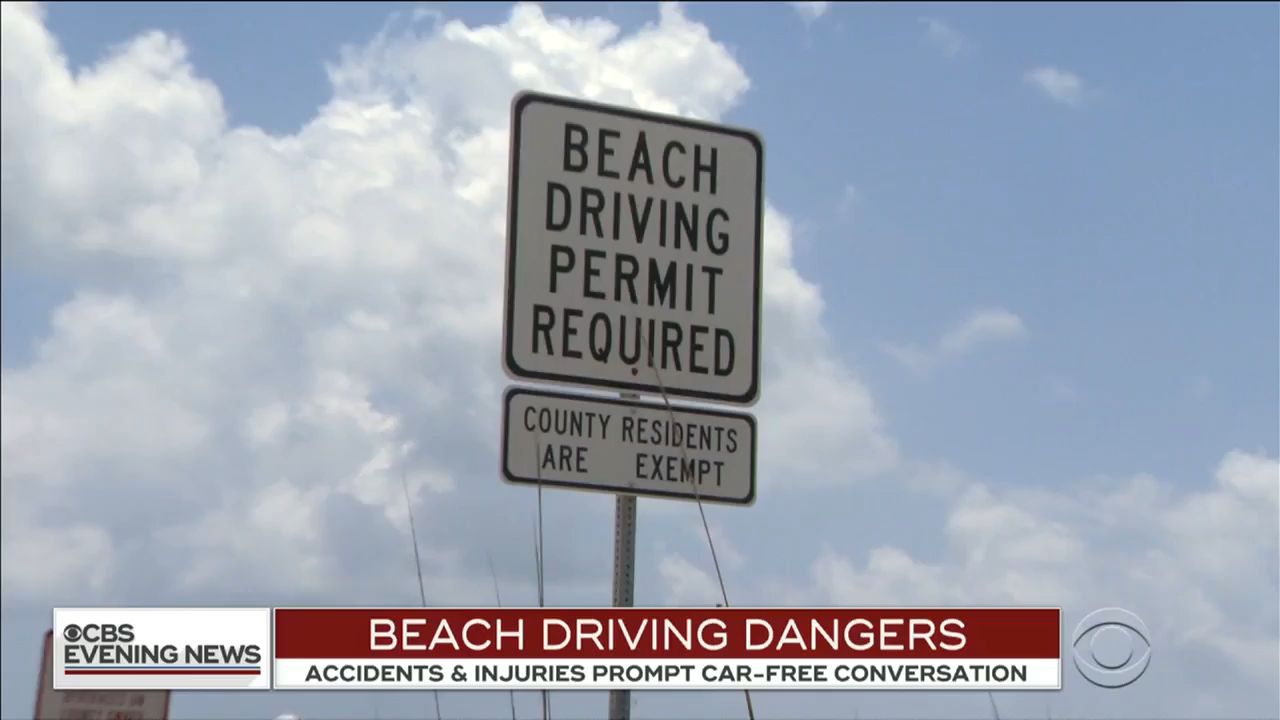 BEACH
DRIVING
PERMIT
REQUIRED
COUNTY RESIDENTS
ARE EXEMPT
CBS
EVENING NEWS
BEACH DRIVING DANGERS
ACCIDENTS & INJURIES PROMPT CAR-FREE CONVERSATION